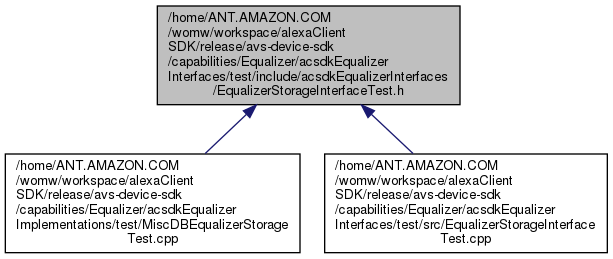 /home/ANT.AMAZON.COM
/womw/workspace/alexaClient
SDK/release/avs-device-sdk
/capabilities/Equalizer/acsdkEqualizer
Interfaces/test/include/acsdkEqualizerInterfaces
/EqualizerStorageInterfaceTest.h
/home/ANT.AMAZON.COM
/womw/workspace/alexaClient
SDK/release/avs-device-sdk
/capabilities/Equalizer/acsdkEqualizer
Implementations/test/MiscDBEqualizerStorage
Test.cpp
/home/ANT.AMAZON.COM
/womw/workspace/alexaClient
SDK/release/avs-device-sdk
/capabilities/Equalizer/acsdkEqualizer
Interfaces/test/src/EqualizerStorageInterface
Test.cpp